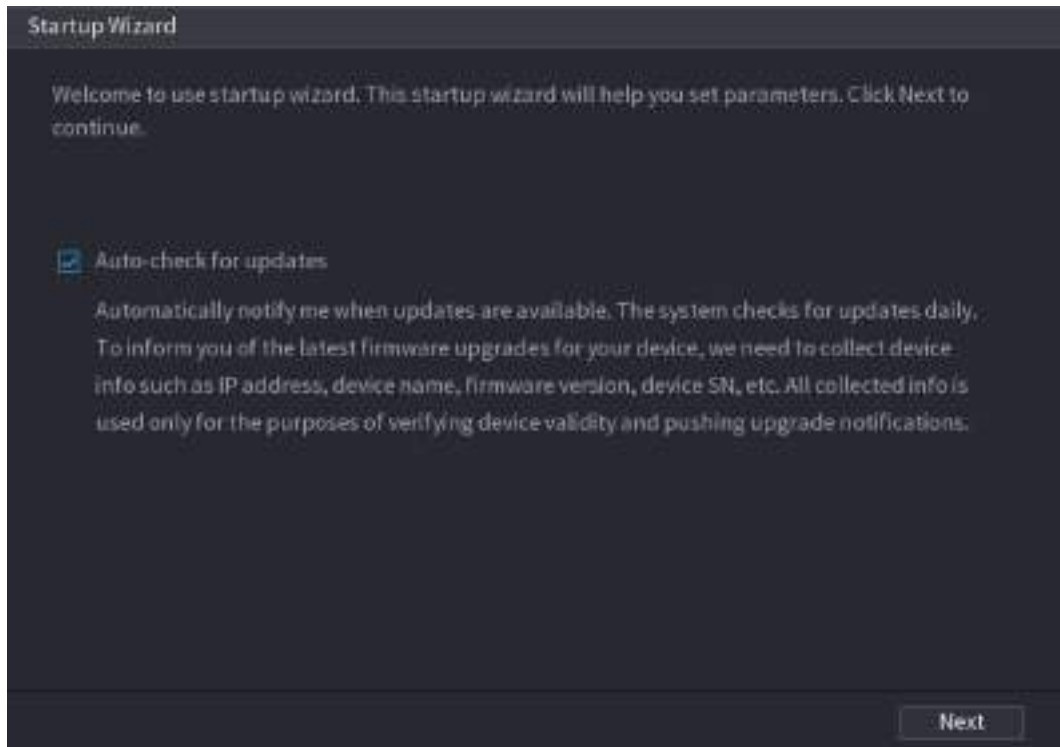 Startup Wizard
Welcome to use startup wizard. This startup wizard will help you set parameters. Click Next to
continue.
Auto-check for updates
Automatically notify me when updates are available. The system checks for updates daily.
To inform you of the latest firmware upgrades for your device, we need to collect device
info such as IP address, device name, firmware version, device SN, etc. All collected info is
used only for the purposes of verifying device validity and pushing upgrade notifications.
Next